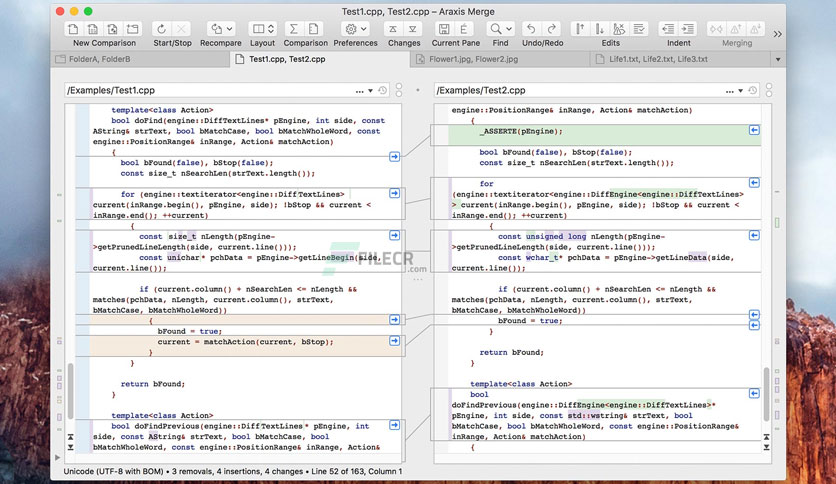 Test1.cpp, Test2.cpp – Araxis Merge
New Comparison Start/Stop Recompare Layout Comparison Preferences Changes Current Pane Find Undo/Redo Edits Indent Merging
FolderA, FolderB
Test1.cpp, Test2.cpp
Flower1.jpg, Flower2.jpg
Life1.txt, Life2.txt, Life3.txt
/Examples/Test1.cpp
template<class Action>
bool doFind(engine::DiffTextLines* pEngine, int side, const
AString& strText, bool bMatchCase, bool bMatchWholeWord, const
engine::PositionRange& inRange, Action& matchAction)
{
bool bFound(false), bStop(false);
const size_t nSearchLen(strText.length());
for (engine::textiterator<engine::DiffTextLines>
current(inRange.begin(), pEngine, side); !bStop && current <
inRange.end(); ++current)
{
const size_t nLength(pEngine-
>getPrunedLineLength(side, current.line()));
const unichar* pchData = pEngine->getLineBegin(side,
current.line());
if (current.column() + nSearchLen <= nLength &&
matches(pchData, nLength, current.column(), strText,
bMatchCase, bMatchWholeWord))
{
bFound = true;
current = matchAction(current, bStop);
}
}
return bFound;
}
template<class Action>
bool doFindPrevious(engine::DiffTextLines* pEngine, int
side, const AString& strText, bool bMatchCase, bool
bMatchWholeWord, const engine::PositionRange& inRange, Action&
/Examples/Test2.cpp
engine::PositionRange& inRange, Action& matchAction)
{
_ASSERTE(pEngine);
bool bFound(false), bStop(false);
const size_t nSearchLen(strText.length());
for
(engine::textiterator<engine::DiffEngine<engine::DiffTextLines>
> current(inRange.begin(), pEngine, side); !bStop && current <
inRange.end(); ++current)
{
const unsigned long nLength(pEngine-
>getPrunedLineLength(side, current.line()));
const wchar_t* pchData = pEngine->getLineData(side,
current.line());
if (current.column() + nSearchLen <= nLength &&
matches(pchData, nLength, current.column(), strText,
bMatchCase, bMatchWholeWord))
bFound = true;
}
return bFound;
}
template<class Action>
bool
doFindPrevious(engine::DiffEngine<engine::DiffTextLines>*
pEngine, int side, const std::wstring& strText, bool
bMatchCase, bool bMatchWholeWord, const engine::PositionRange&
inRange, Action& matchAction)
{
FILECR
.com
Unicode (UTF-8 with BOM) • 3 removals, 4 insertions, 4 changes • Line 52 of 163, Column 1